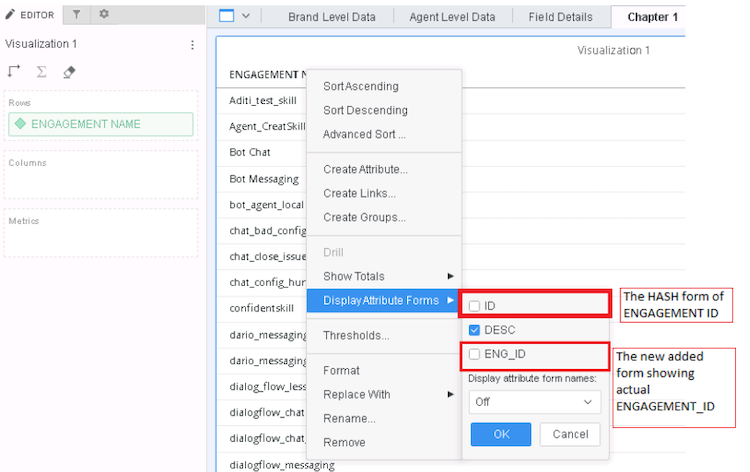 EDITOR
Brand Level Data
Agent Level Data
Field Details
Chapter 1
Visualization 1
Rows
ENGAGEMENT NAME
Columns
Metrics
Visualization 1
ENGAGEMENT N
Aditi_test_skill
Agent_CreatSkill
Bot Chat
Bot Messaging
bot_agent_local
chat_bad_config
chat_close_issue
chat_config_hur
confidentskill
dario_messaging
dario_messaging
dialog_flow_less
dialogflow_chat
dialogflow_chat_
dialogflow_messaging
Sort Ascending
Sort Descending
Advanced Sort ...
Create Attribute...
Create Links...
Create Groups...
Drill
Show Totals
Display Attribute Forms
Thresholds...
Format
Replace With
Rename...
Remove
ID
DESC
ENG_ID
Display attribute form names:
Off
OK
Cancel
The HASH form of
ENGAGEMENT ID
The new added
form showing
actual
ENGAGEMENT_ID